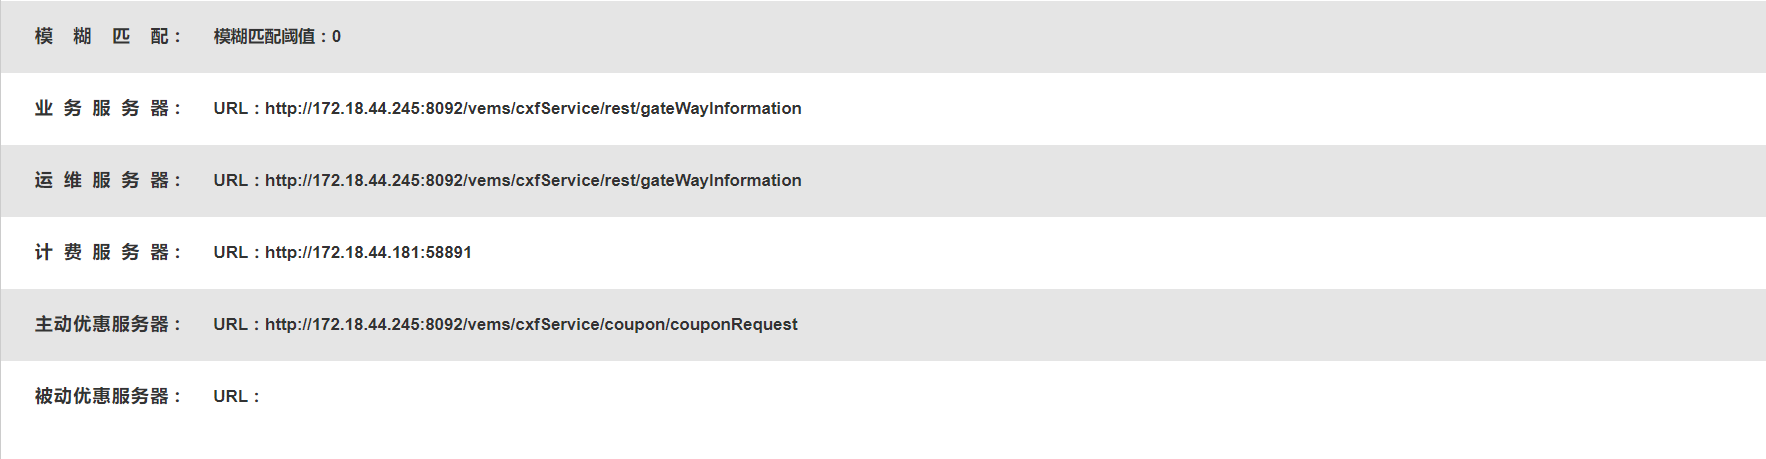 模糊匹配： 模糊匹配阈值：0
业务服务器： URL：http://172.18.44.245:8092/vems/cxfService/rest/gateWayInformation
运维服务器： URL：http://172.18.44.245:8092/vems/cxfService/rest/gateWayInformation
计费服务器： URL：http://172.18.44.181:58891
主动优惠服务器： URL：http://172.18.44.245:8092/vems/cxfService/coupon/couponRequest
被动优惠服务器： URL：